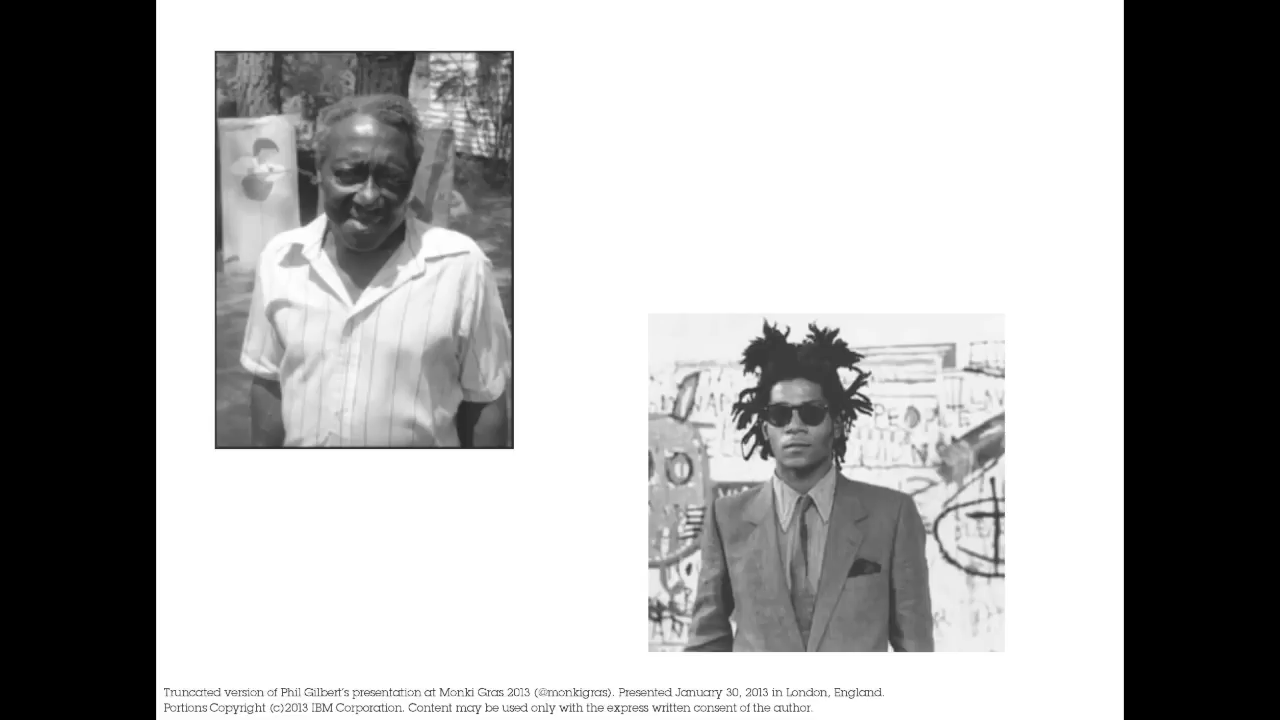 PEOPLE
Truncated version of Phil Gilbert's presentation at Monki Gras 2013 (@monkigras). Presented January 30, 2013 in London, England.
Portions Copyright (c)2013 IBM Corporation. Content may be used only with the express written consent of the author.